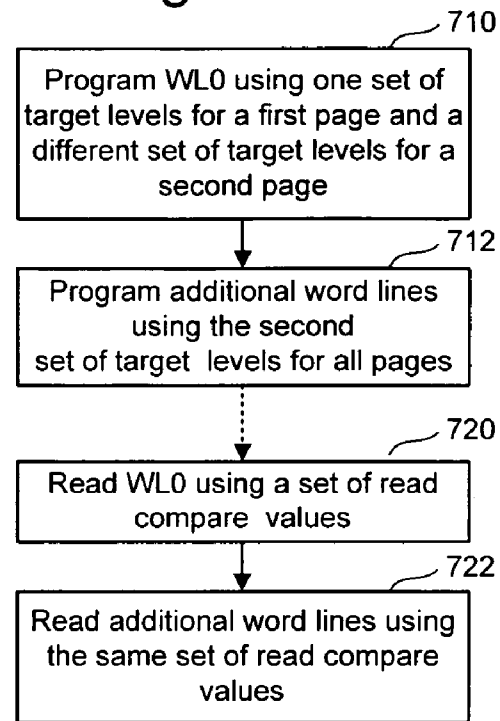 710
Program WL0 using one set of
target levels for a first page and a
different set of target levels for a
second page
712
Program additional word lines
using the second
set of target levels for all pages
720
Read WL0 using a set of read
compare values
722
Read additional word lines using
the same set of read compare
values